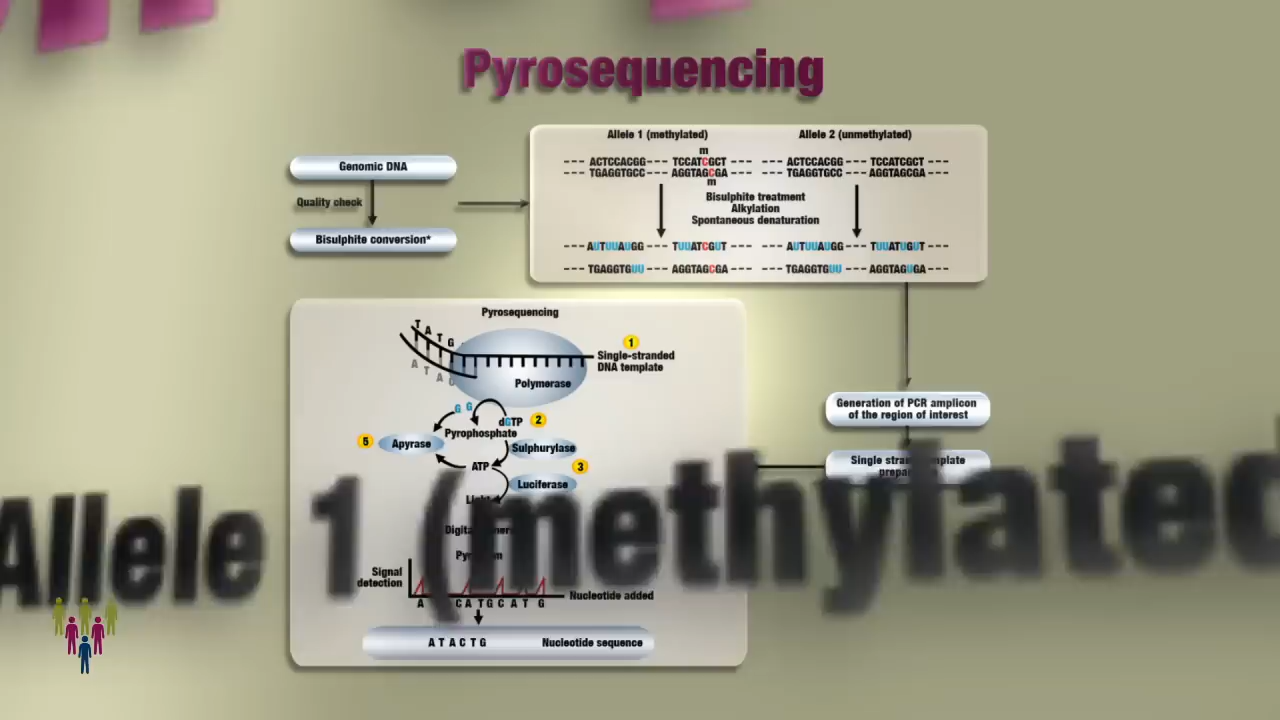 Pyrosequencing
Genomic DNA
Quality check
Bisulphite conversion*
Allele 1 (methylated)
Allele 2 (unmethylated)
m
--- ACTCCACGG--- TCCATCGCT ---
--- ACTCCACGG--- TCCATCGCT ---
--- TGAGGTGCC--- AGGTAGCGA ---
--- TGAGGTGCC--- AGGTAGCGA ---
m
Bisulphite treatment
Alkylation
Spontaneous denaturation
--- AUTUUAUGG --- TUUATCGUT ---
--- AUTUUAUGG --- TUUATUGUT ---
--- TGAGGTGUU --- AGGTAGCGA ---
--- TGAGGTGUU --- AGGTAGUGA ---
Generation of PCR amplicon
of the region of interest
Single
Pyrosequencing
T A T G
A T A C
1
Single-stranded
DNA template
Polymerase
G G
dGTP
2
Pyrophosphate
5
Apyrase
Sulphurylase
ATP
3
Luciferase
Signal
detection
A C A T G C A T G
Nucleotide added
A T A C T G
Nucleotide sequence
Allele 1 (methylated